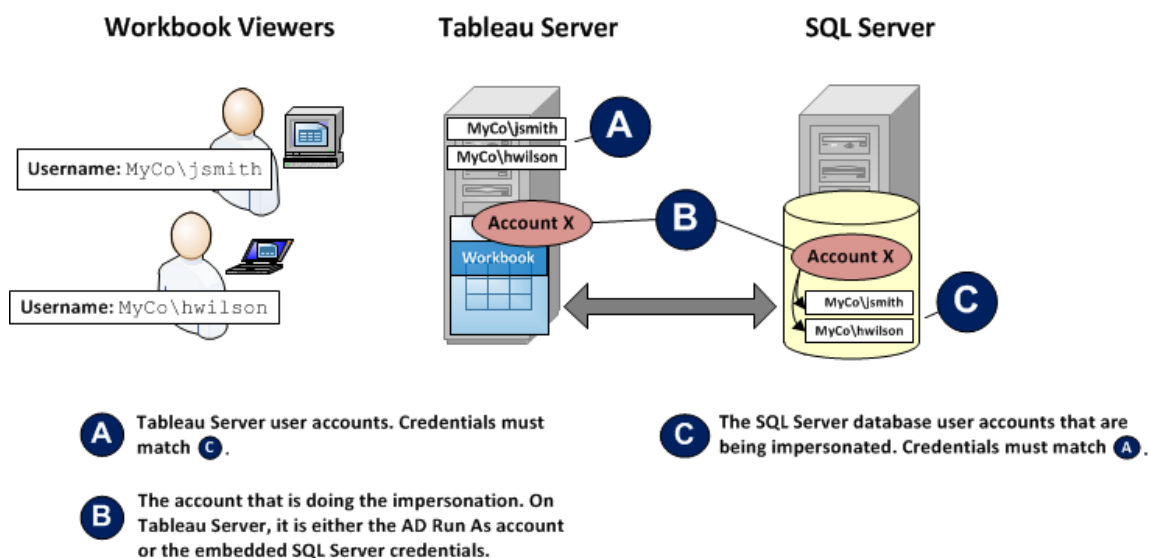 Workbook Viewers
Tableau Server
SQL Server
Username: MyCo\jsmith
Username: MyCo\hwilson
MyCo\jsmith
MyCo\hwilson
A
Account X
Workbook
B
Account X
MyCo\jsmith
MyCo\hwilson
C
A Tableau Server user accounts. Credentials must
match C .
B The account that is doing the impersonation. On
Tableau Server, it is either the AD Run As account
or the embedded SQL Server credentials.
C The SQL Server database user accounts that are
being impersonated. Credentials must match A .